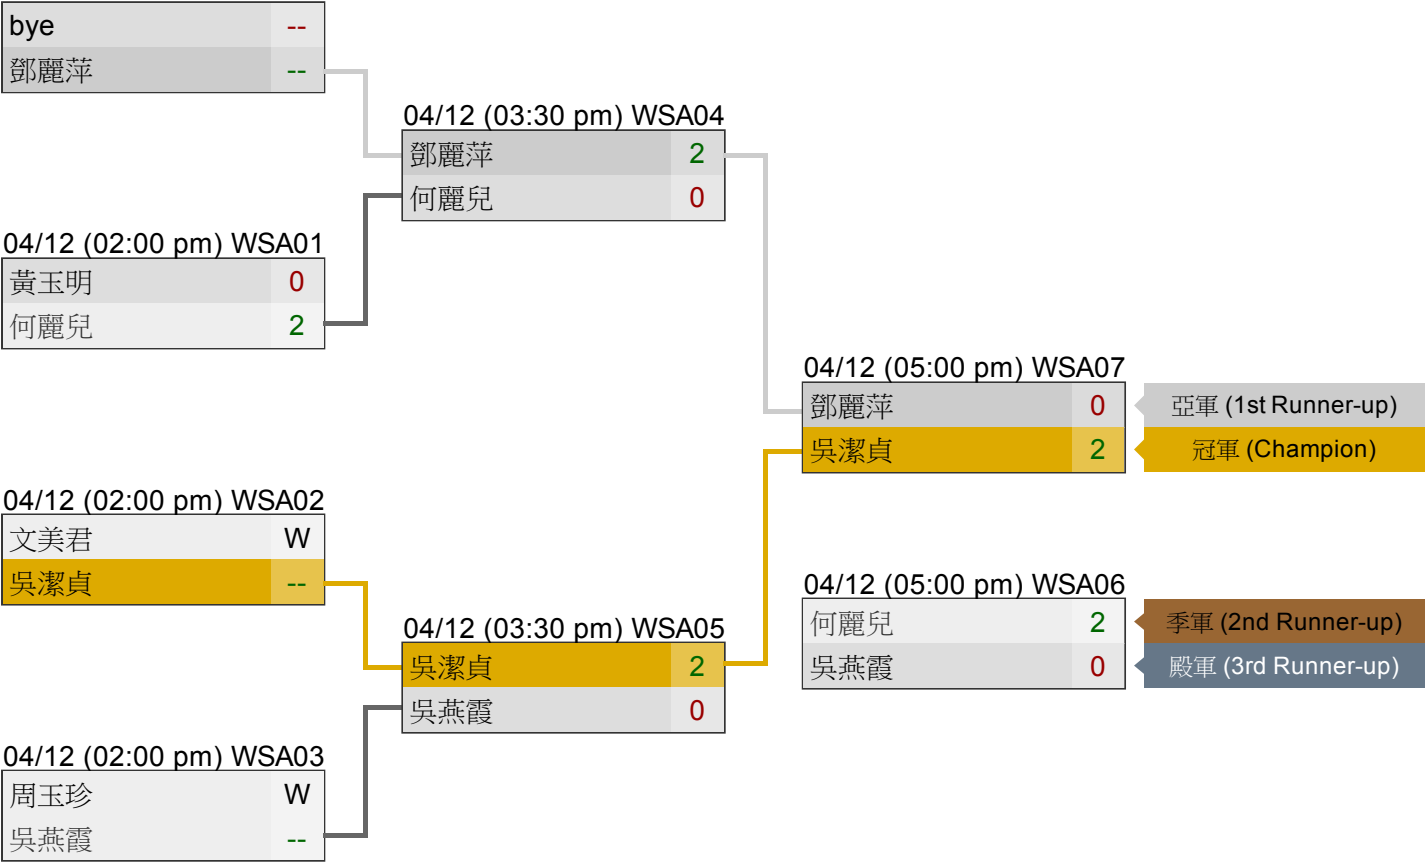 bye --
鄧麗萍 --
04/12 (02:00 pm) WSA01
黃玉明 0
何麗兒 2
04/12 (02:00 pm) WSA02
文美君 W
吳潔貞 --
04/12 (02:00 pm) WSA03
周玉珍 W
吳燕霞 --
04/12 (03:30 pm) WSA04
鄧麗萍 2
何麗兒 0
04/12 (03:30 pm) WSA05
吳潔貞 2
吳燕霞 0
04/12 (05:00 pm) WSA07
鄧麗萍 0 亞軍 (1st Runner-up)
吳潔貞 2 冠軍 (Champion)
04/12 (05:00 pm) WSA06
何麗兒 2 季軍 (2nd Runner-up)
吳燕霞 0 殿軍 (3rd Runner-up)